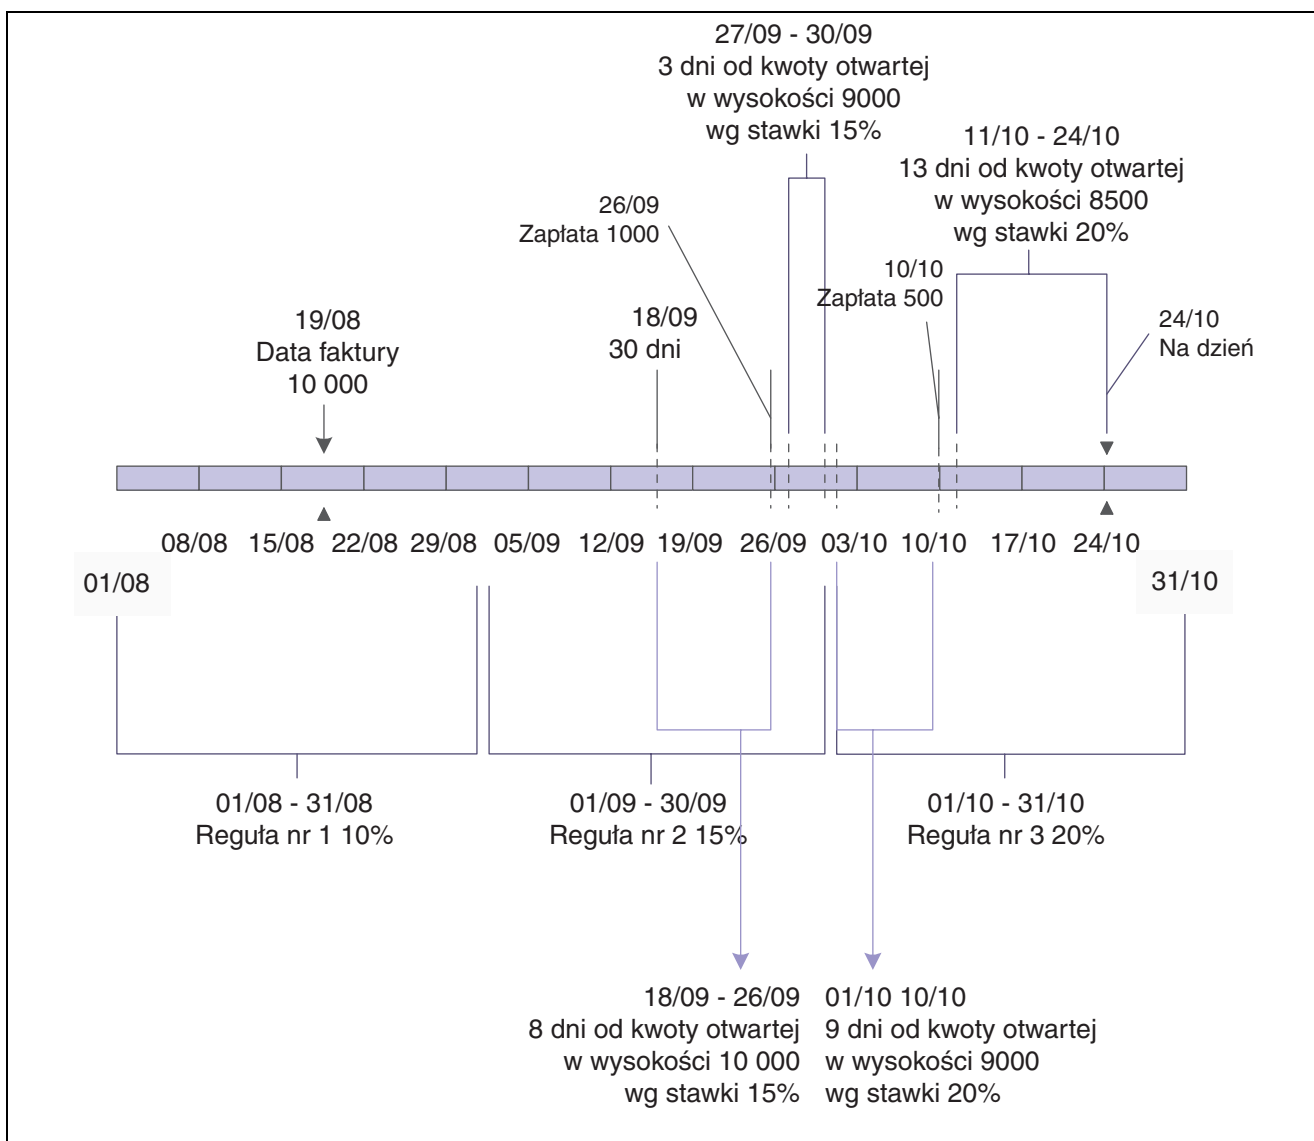 27/09 - 30/09
3 dni od kwoty otwartej
w wysokości 9000
wg stawki 15%
11/10 - 24/10
13 dni od kwoty otwartej
w wysokości 8500
wg stawki 20%
26/09
Zapłata 1000
10/10
Zapłata 500
19/08
Data faktury
10 000
18/09
30 dni
24/10
Na dzień
08/08 15/08 22/08 29/08 05/09 12/09 19/09 26/09 03/10 10/10 17/10 24/10
01/08
31/10
01/08 - 31/08
Reguła nr 1 10%
01/09 - 30/09
Reguła nr 2 15%
01/10 - 31/10
Reguła nr 3 20%
18/09 - 26/09
8 dni od kwoty otwartej
w wysokości 10 000
wg stawki 15%
01/10 10/10
9 dni od kwoty otwartej
w wysokości 9000
wg stawki 20%